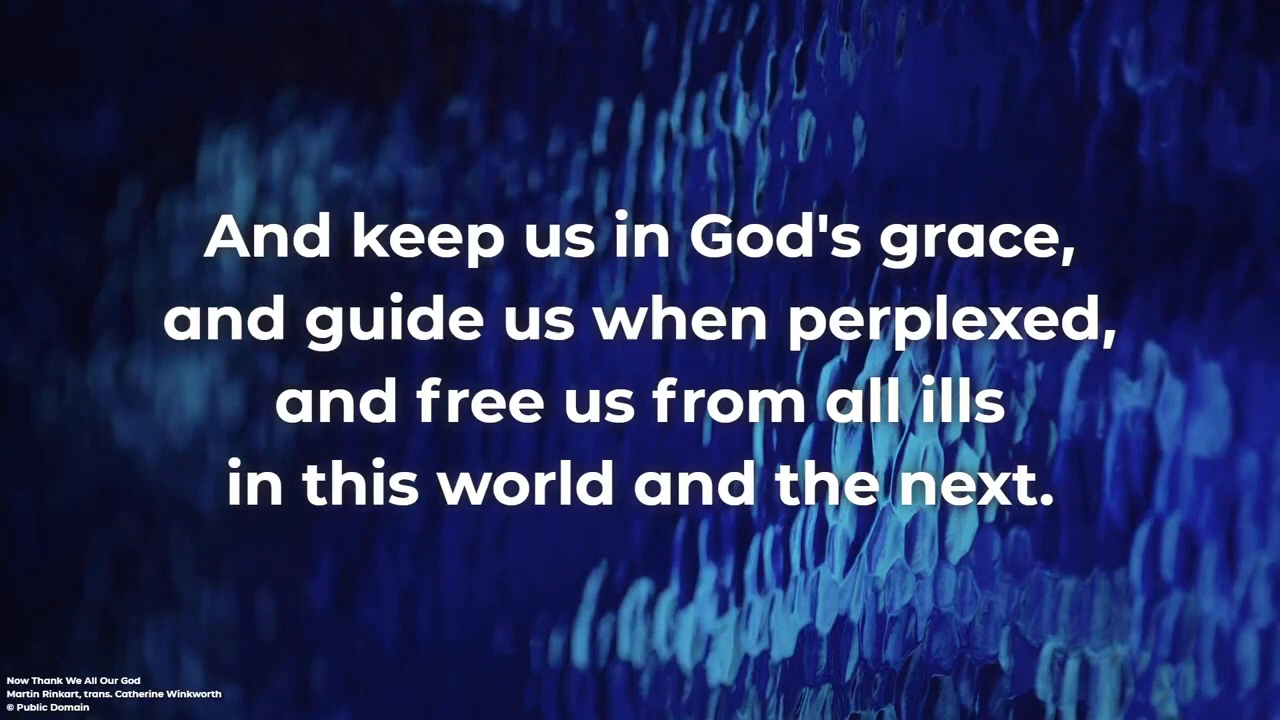 And keep us in God's grace,
and guide us when perplexed,
and free us from all ills
in this world and the next.
Now Thank We All Our God
Martin Rinkart, trans. Catherine Winkworth
© Public Domain